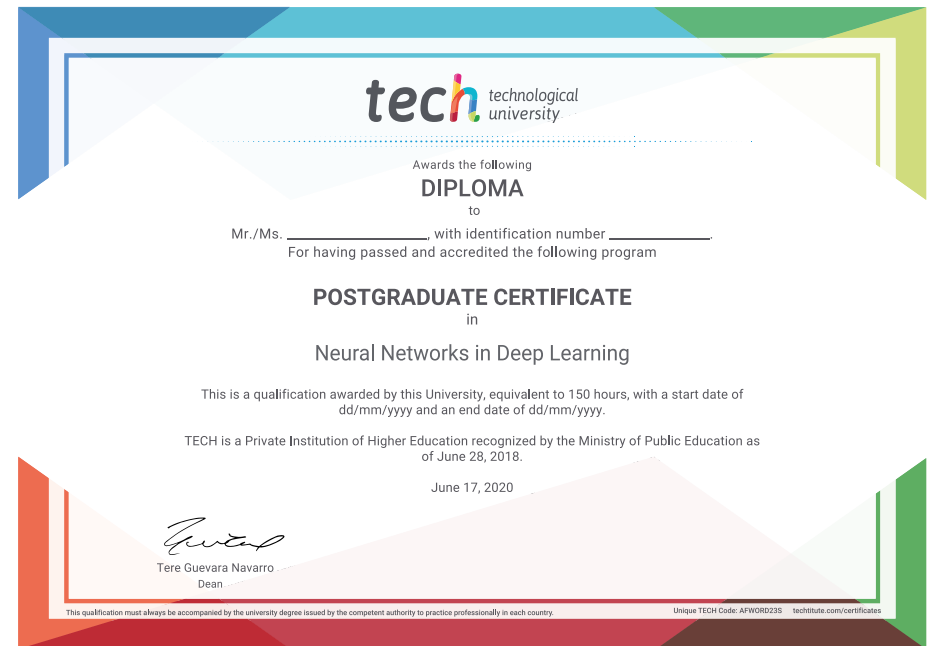 tech technological
university
Awards the following
DIPLOMA
to
Mr./Ms. ____________________, with identification number ______________.
For having passed and accredited the following program
POSTGRADUATE CERTIFICATE
in
Neural Networks in Deep Learning
This is a qualification awarded by this University, equivalent to 150 hours, with a start date of
dd/mm/yyyy and an end date of dd/mm/yyyy.
TECH is a Private Institution of Higher Education recognized by the Ministry of Public Education as
of June 28, 2018.
June 17, 2020
Tere Guevara Navarro
Dean
This qualification must always be accompanied by the university degree issued by the competent authority to practice professionally in each country.
Unique TECH Code: AFWORD23S techtitute.com/certificates